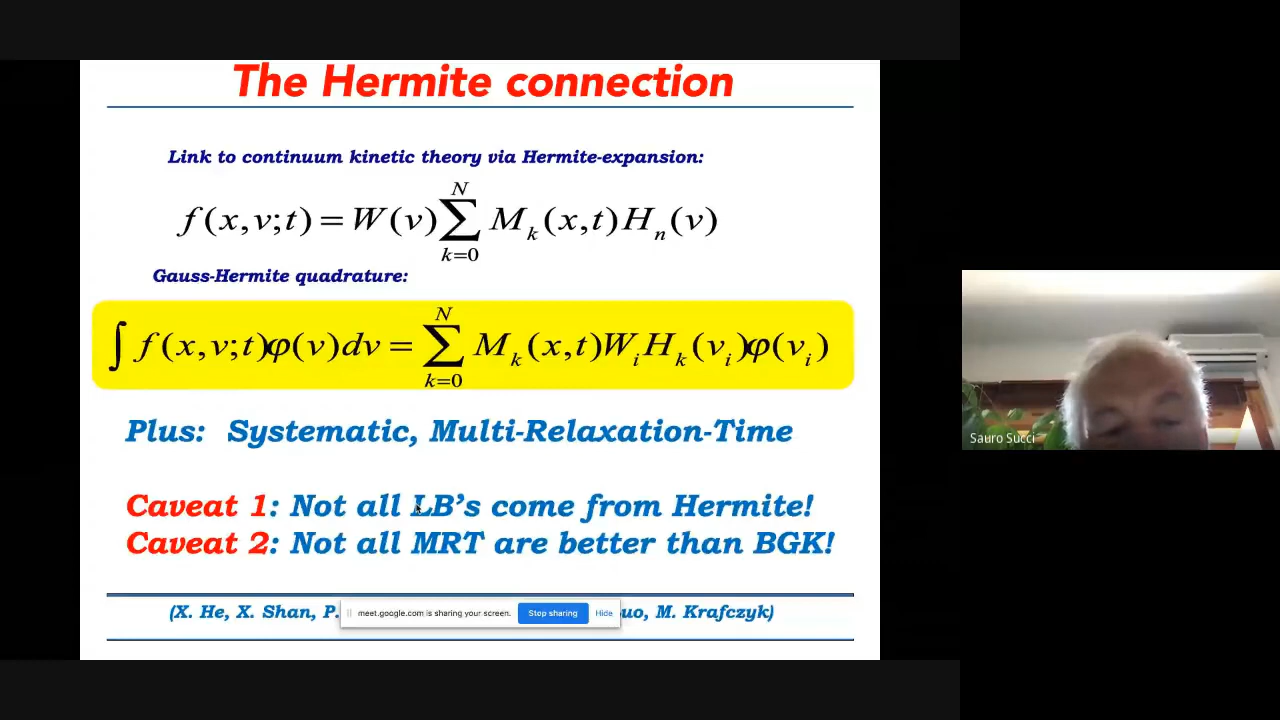 The Hermite connection
Link to continuum kinetic theory via Hermite-expansion:
f(x,v;t) = W(v) ∑_{k=0}^{N} M_k(x,t) H_n(v)
Gauss-Hermite quadrature:
∫ f(x,v;t)φ(v)dv = ∑_{k=0}^{N} M_k(x,t)W_i H_k(v_i)φ(v_i)
Plus: Systematic, Multi-Relaxation-Time
Caveat 1: Not all LB's come from Hermite!
Caveat 2: Not all MRT are better than BGK!
(X. He, X. Shan, P. uo, M. Krafczyk)
meet.google.com is sharing your screen. Stop sharing Hide
Sauro Succi